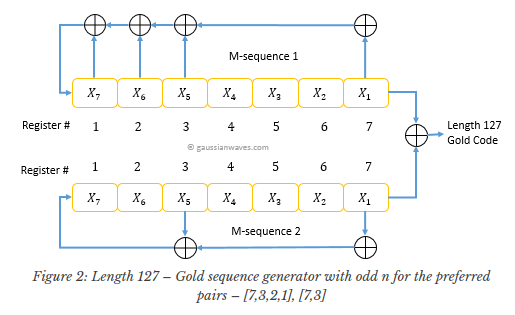 M-sequence 1
X₇ X₆ X₅ X₄ X₃ X₂ X₁
Register # 1 2 3 4 5 6 7
Length 127
Gold Code
© gaussianwaves.com
Register # 1 2 3 4 5 6 7
X₇ X₆ X₅ X₄ X₃ X₂ X₁
M-sequence 2
Figure 2: Length 127 – Gold sequence generator with odd n for the preferred
pairs – [7,3,2,1], [7,3]